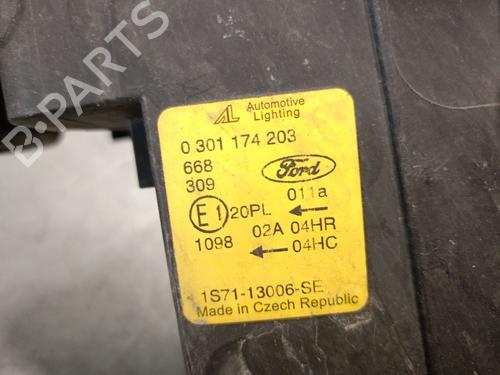 B-PARTS
AL Automotive
Lighting
0 301 174 203
668
309
Ford
011a
E1 20PL ←
1098 02A 04HR
← 04HC
1S71-13006-SE
Made in Czech Republic